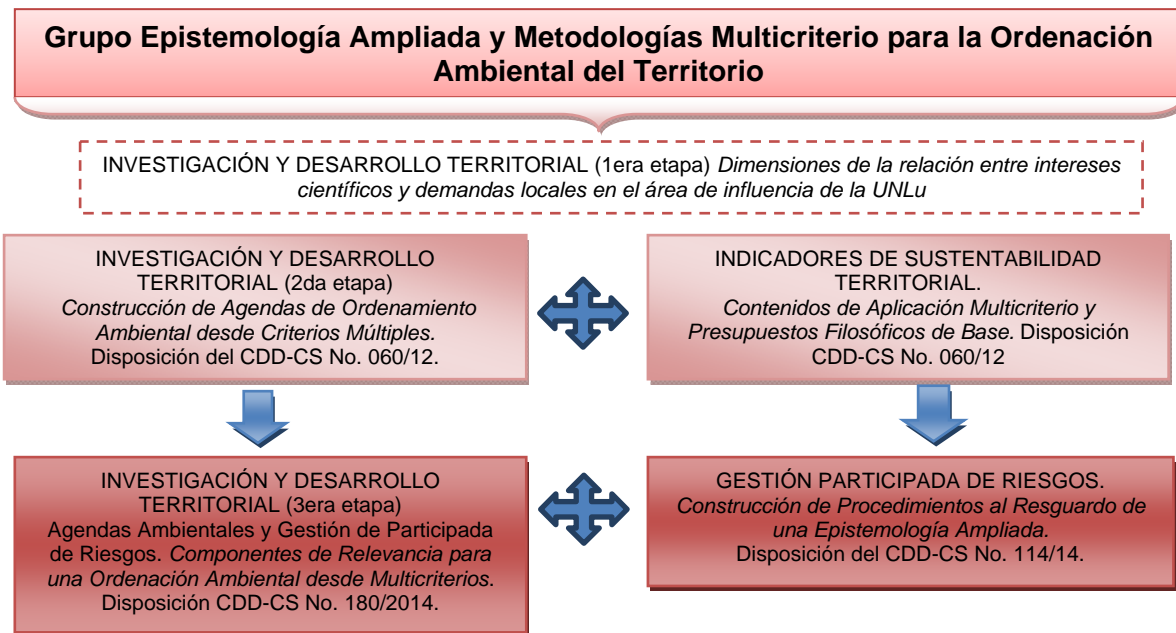 Grupo Epistemología Ampliada y Metodologías Multicriterio para la Ordenación
Ambiental del Territorio
INVESTIGACIÓN Y DESARROLLO TERRITORIAL (1era etapa) Dimensiones de la relación entre intereses
científicos y demandas locales en el área de influencia de la UNLu
INVESTIGACIÓN Y DESARROLLO
TERRITORIAL (2da etapa)
Construcción de Agendas de Ordenamiento
Ambiental desde Criterios Múltiples.
Disposición del CDD-CS No. 060/12.
INDICADORES DE SUSTENTABILIDAD
TERRITORIAL.
Contenidos de Aplicación Multicriterio y
Presupuestos Filosóficos de Base. Disposición
CDD-CS No. 060/12
INVESTIGACIÓN Y DESARROLLO
TERRITORIAL (3era etapa)
Agendas Ambientales y Gestión de Participada
de Riesgos. Componentes de Relevancia para
una Ordenación Ambiental desde Multicriterios.
Disposición CDD-CS No. 180/2014.
GESTIÓN PARTICIPADA DE RIESGOS.
Construcción de Procedimientos al Resguardo de
una Epistemología Ampliada.
Disposición del CDD-CS No. 114/14.